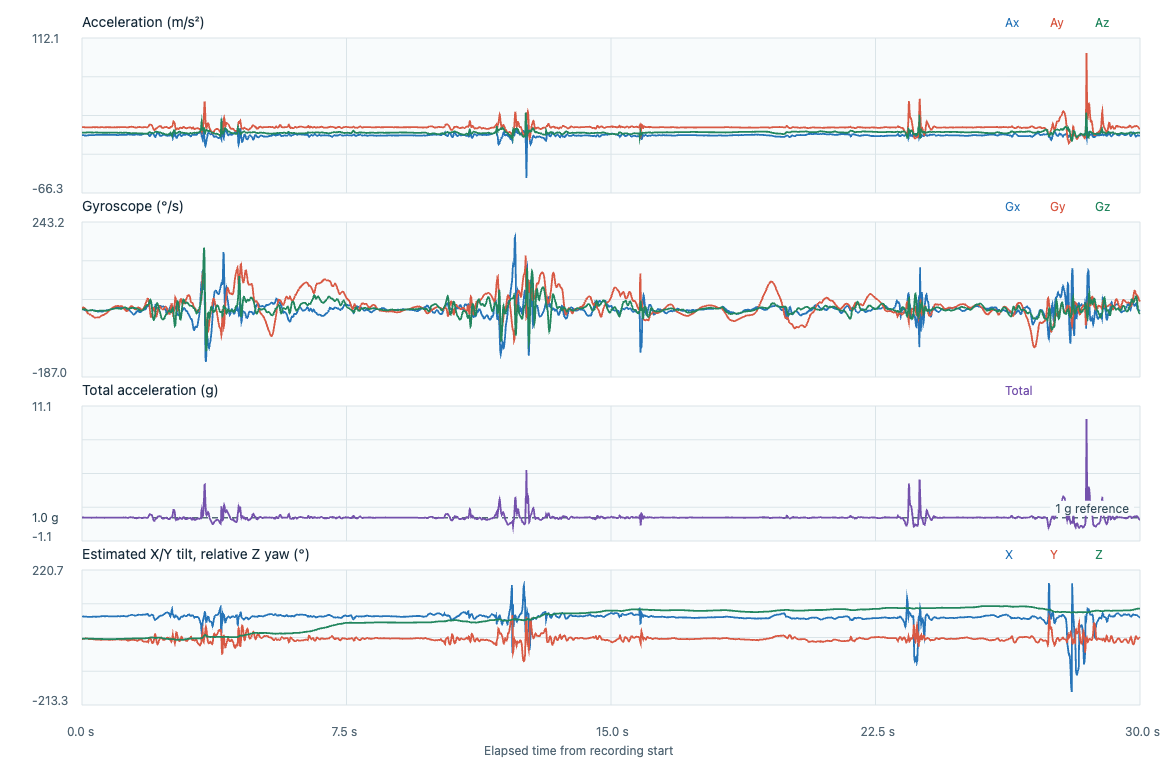 Acceleration (m/s²) Ax Ay Az
112.1
-66.3
Gyroscope (°/s) Gx Gy Gz
243.2
-187.0
Total acceleration (g) Total
11.1
1 g reference
1.0 g
-1.1
Estimated X/Y tilt, relative Z yaw (°) X Y Z
220.7
-213.3
0.0 s 7.5 s 15.0 s 22.5 s 30.0 s
Elapsed time from recording start